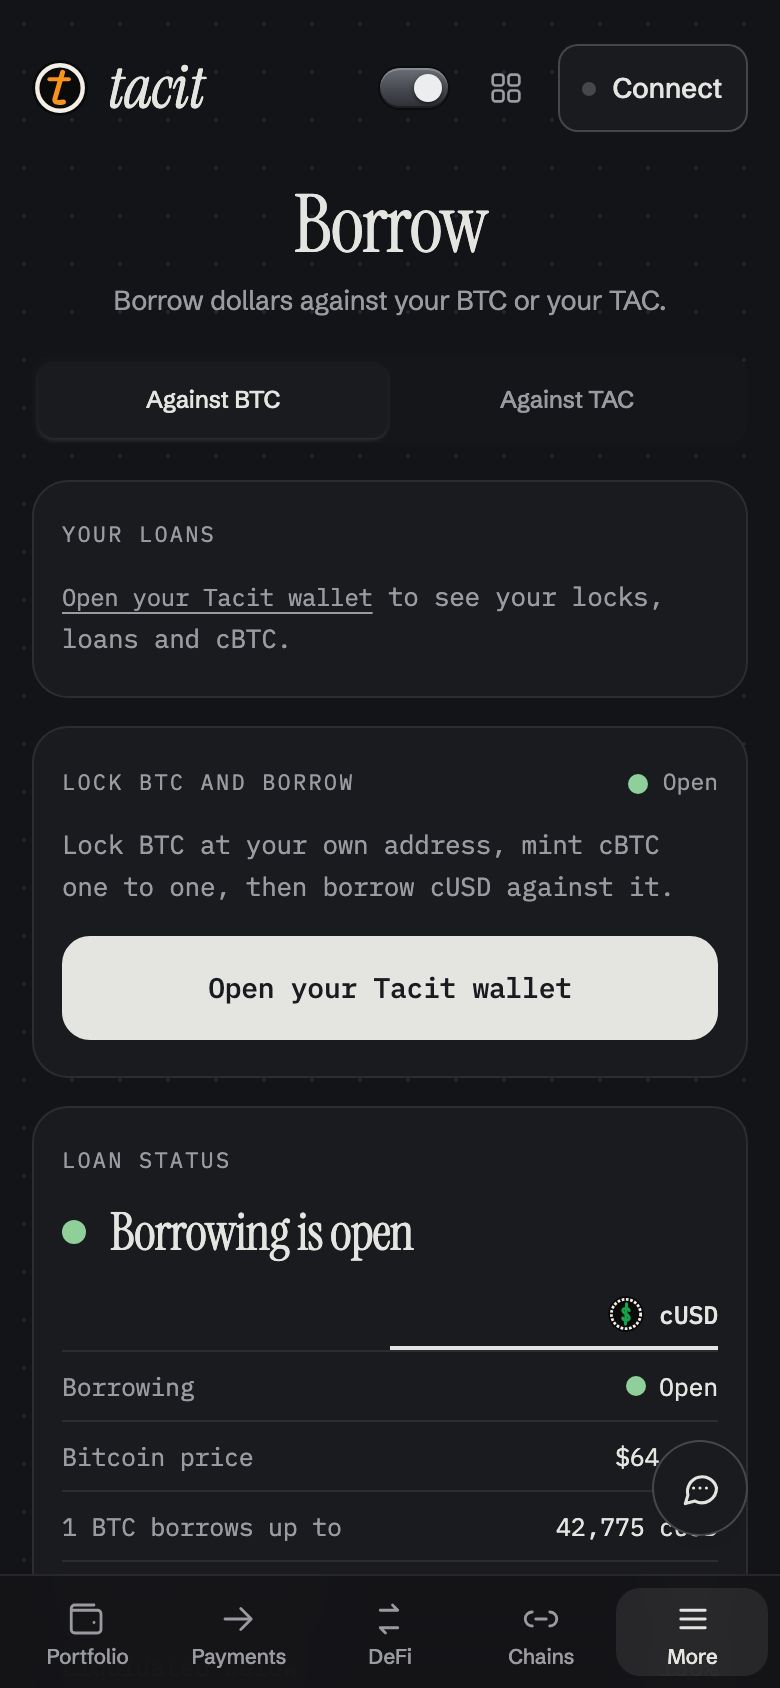 tacit
Connect
Borrow
Borrow dollars against your BTC or your TAC.
Against BTC
Against TAC
YOUR LOANS
Open your Tacit wallet to see your locks,
loans and cBTC.
LOCK BTC AND BORROW
Open
Lock BTC at your own address, mint cBTC
one to one, then borrow cUSD against it.
Open your Tacit wallet
LOAN STATUS
Borrowing is open
cUSD
Borrowing
Open
Bitcoin price
$64
1 BTC borrows up to
42,775
Portfolio
Payments
DeFi
Chains
More